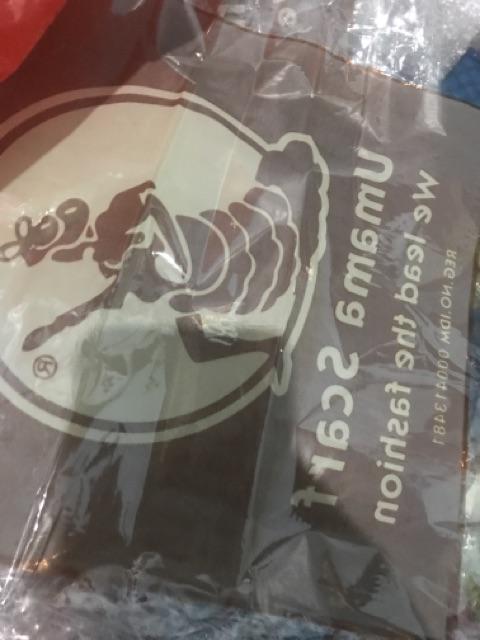 Umama Scarf
We lead the fashion
REG.NO.IDM 000413481
®